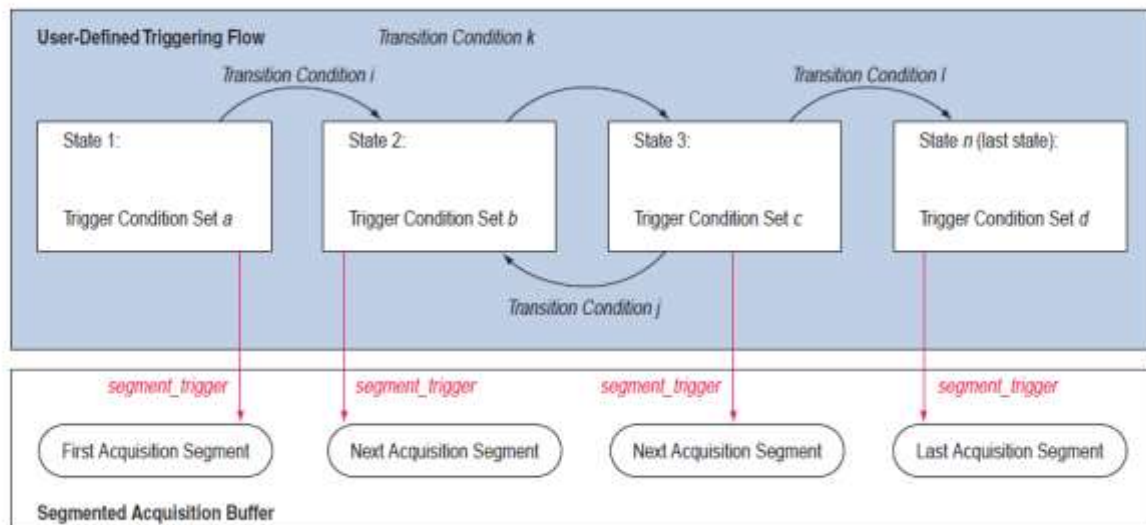 User-Defined Triggering Flow
Transition Condition k
Transition Condition i
Transition Condition l
State 1:
State 2:
State 3:
State n (last state):
Trigger Condition Set a
Trigger Condition Set b
Trigger Condition Set c
Trigger Condition Set d
Transition Condition j
segment_trigger
segment_trigger
segment_trigger
segment_trigger
First Acquisition Segment
Next Acquisition Segment
Next Acquisition Segment
Last Acquisition Segment
Segmented Acquisition Buffer